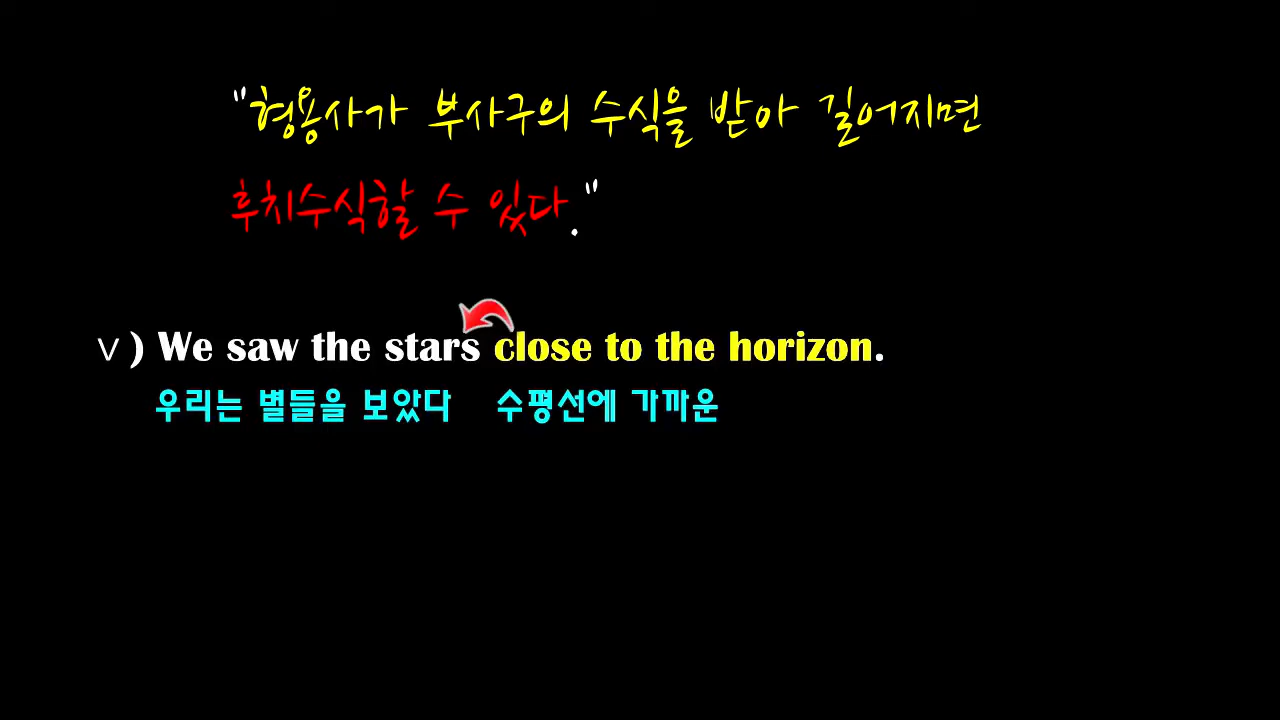 "형용사가 부사구의 수식을 받아 길어지면
후치수식할 수 있다."
∨) We saw the stars close to the horizon.
우리는 별들을 보았다 수평선에 가까운